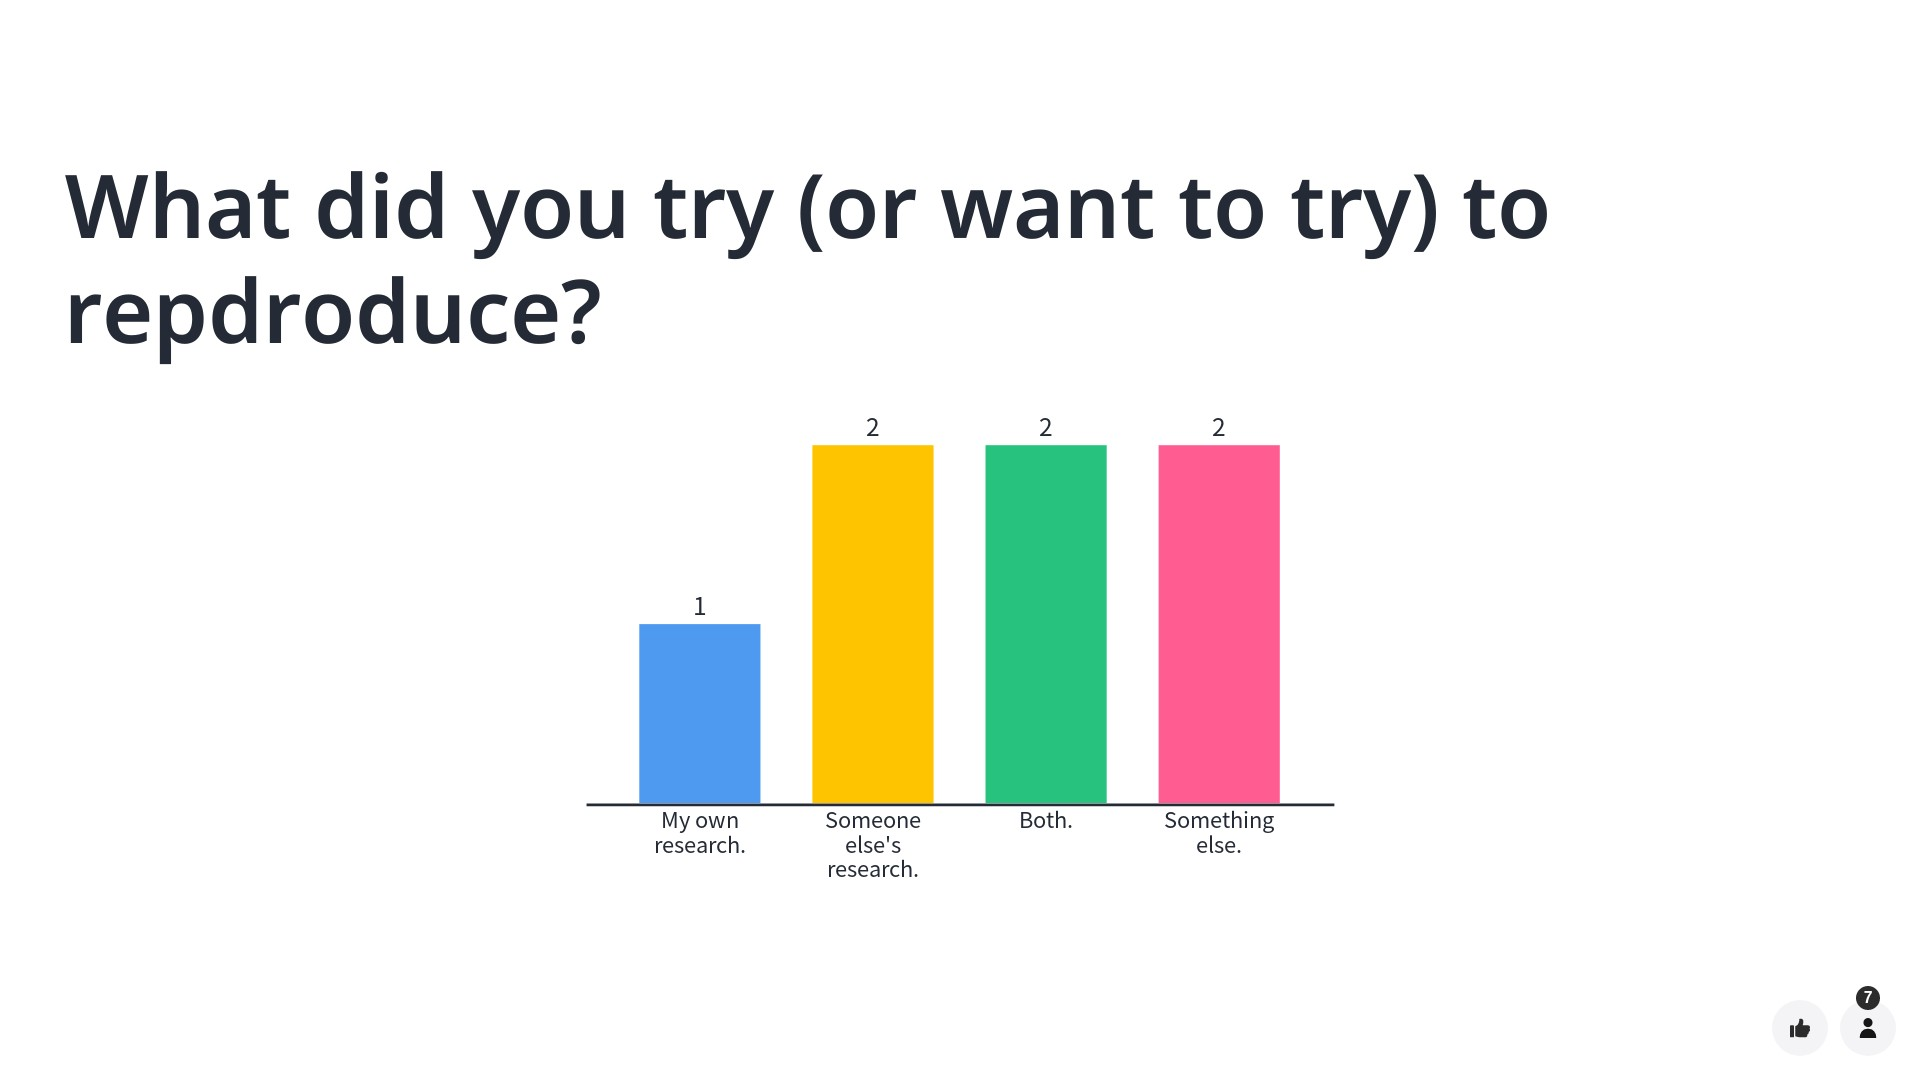 What did you try (or want to try) to
repdroduce?
2
2
2
1
My own
research.
Someone
else's
research.
Both.
Something
else.
7